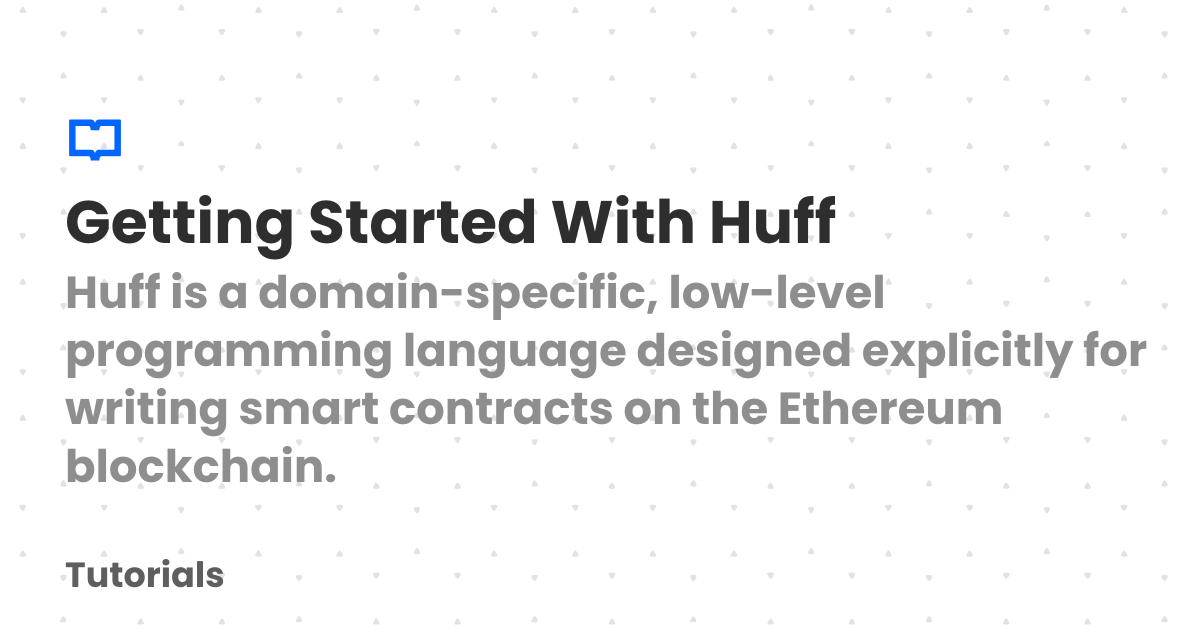 Getting Started With Huff
Huff is a domain-specific, low-level
programming language designed explicitly for
writing smart contracts on the Ethereum
blockchain.
Tutorials